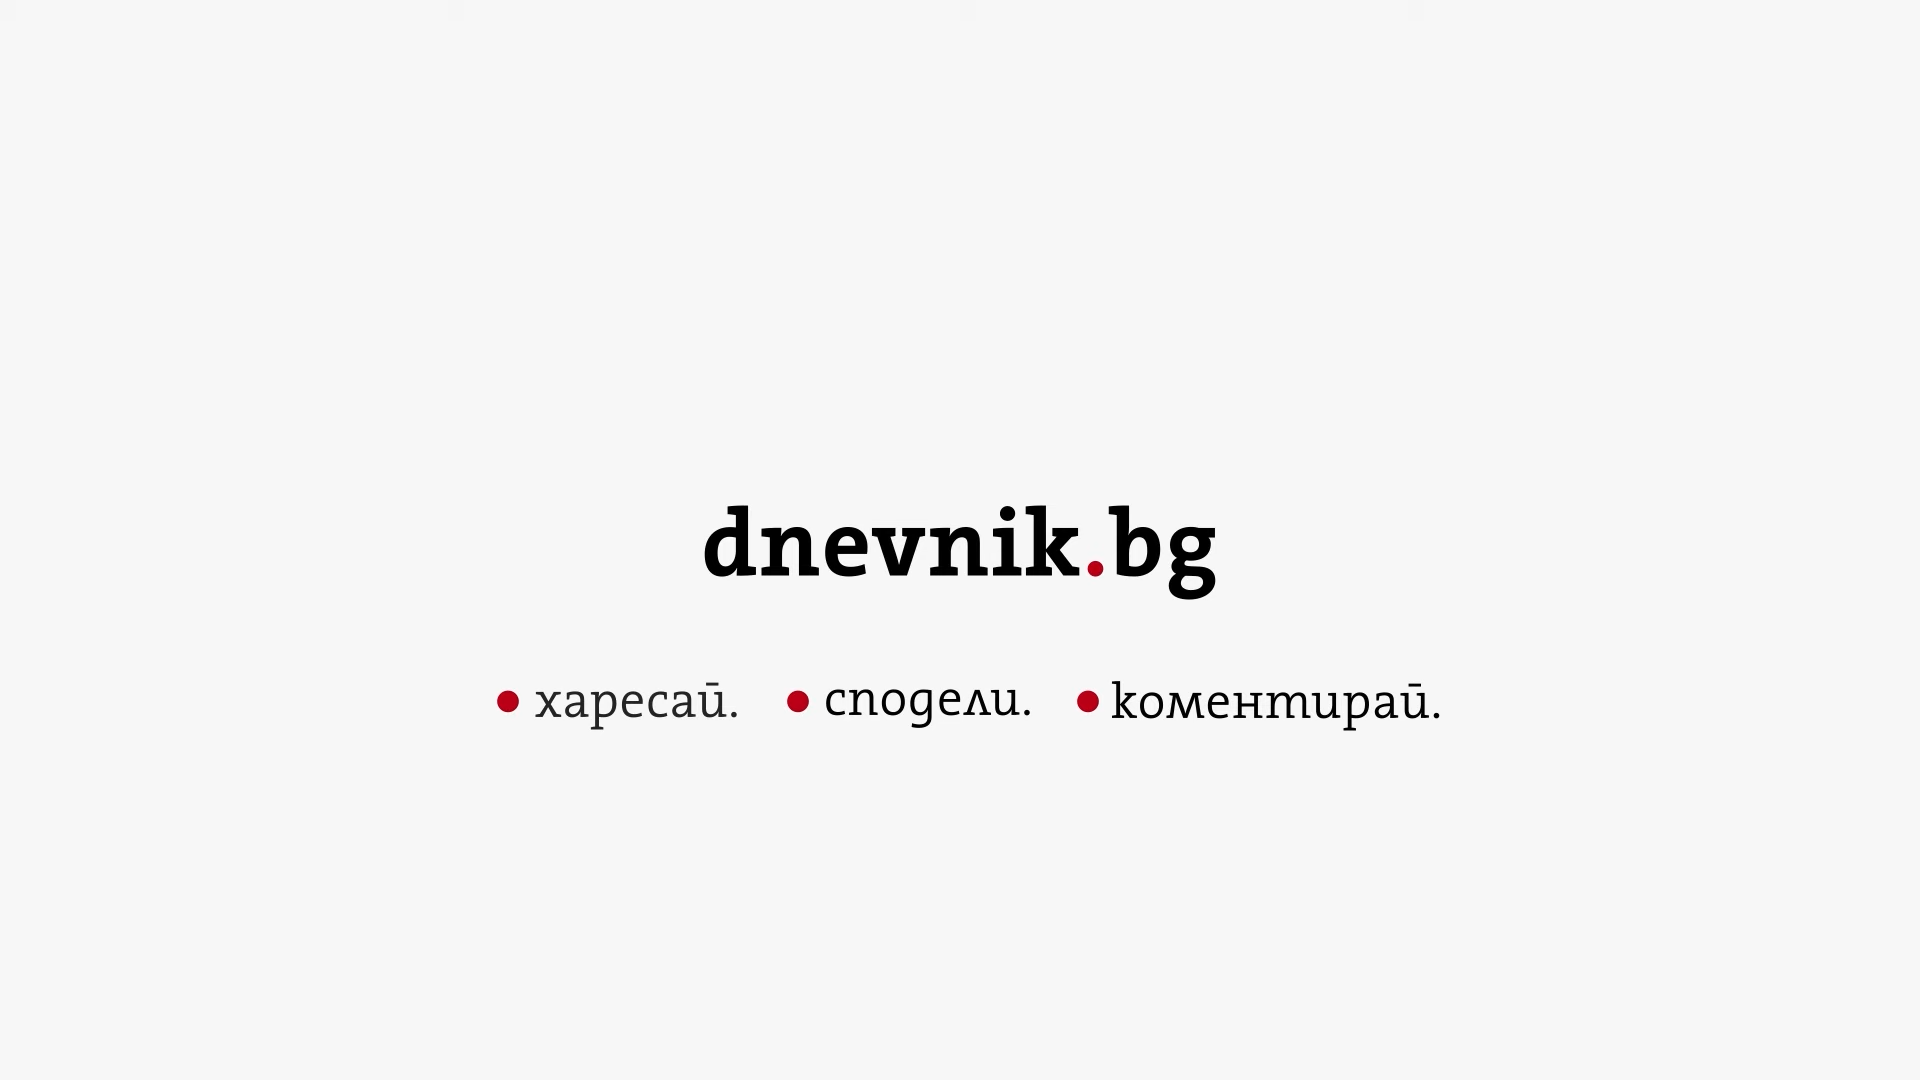 dnevnik.bg
• харесай. • сподели. • коментирай.